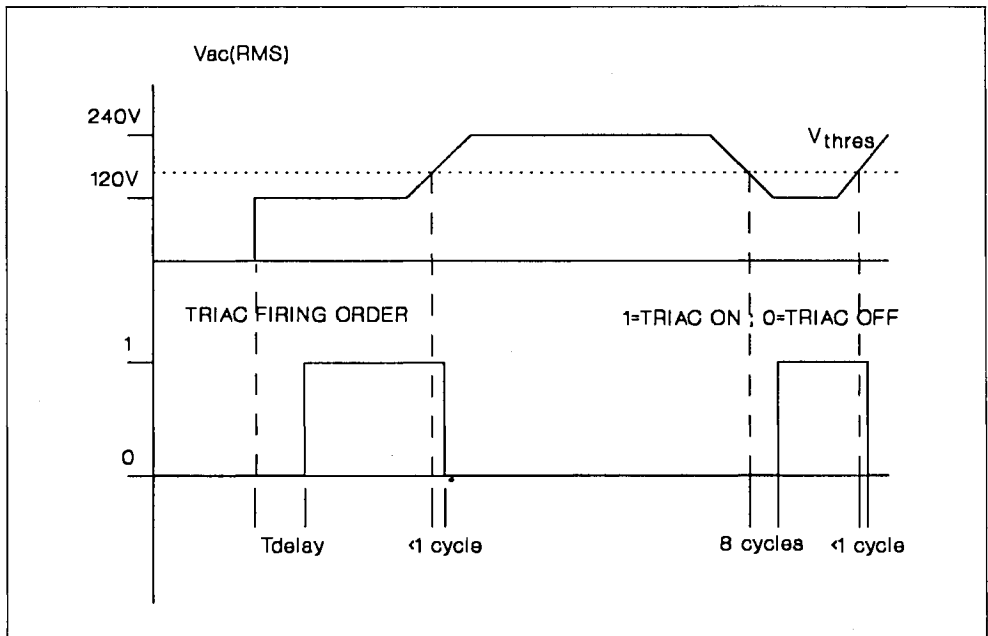 Vac(RMS)
240V
Vthres
120V
TRIAC FIRING ORDER
1=TRIAC ON ; 0=TRIAC OFF
1
0
Tdelay
<1 cycle
8 cycles
<1 cycle